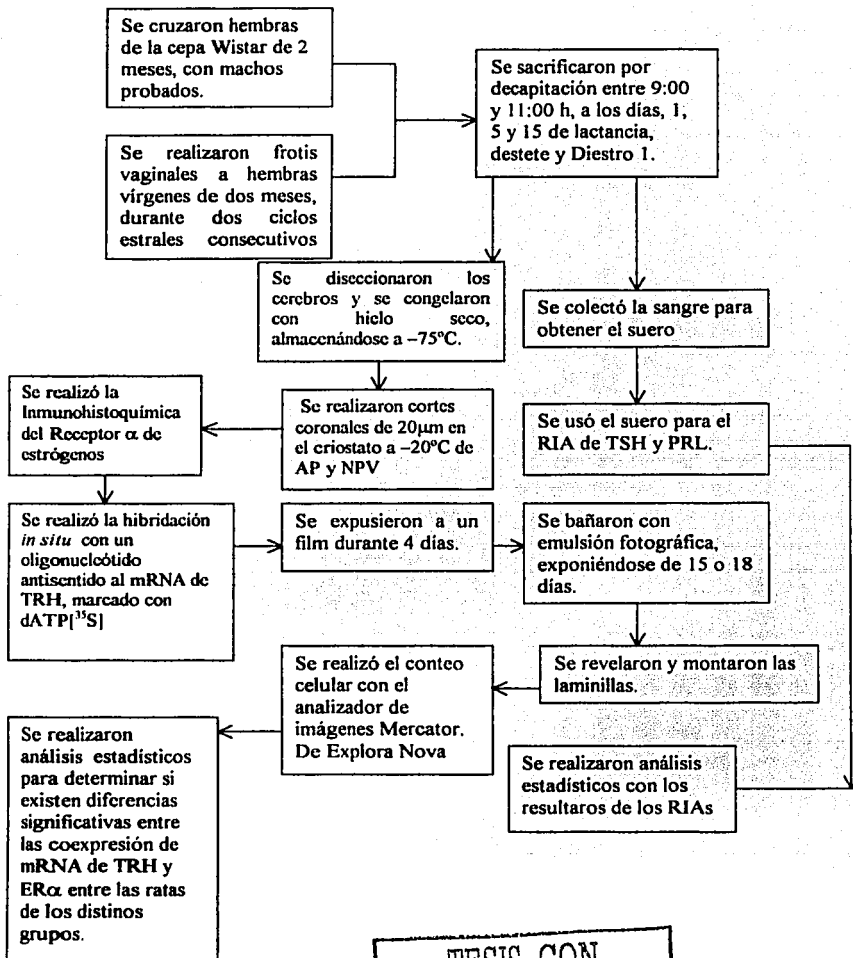 Se cruzaron hembras
de la cepa Wistar de 2
meses, con machos
probados.
Se realizaron frotis
vaginales a hembras
vírgenes de dos meses,
durante dos ciclos
estrales consecutivos
Se sacrificaron por
decapitación entre 9:00
y 11:00 h, a los días, 1,
5 y 15 de lactancia,
destete y Diestro 1.
Se diseccionaron los
cerebros y se congelaron
con hielo seco,
almacenándose a –75ºC.
Se colectó la sangre para
obtener el suero
Se realizó la
Inmunohistoquímica
del Receptor α de
estrógenos
Se realizaron cortes
coronales de 20µm en
el criostato a –20ºC de
AP y NPV
Se usó el suero para el
RIA de TSH y PRL.
Se realizó la hibridación
in situ con un
oligonucleótido
antisentido al mRNA de
TRH, marcado con
dATP[³⁵S]
Se expusieron a un
film durante 4 días.
Se bañaron con
emulsión fotográfica,
exponiéndose de 15 o 18
días.
Se revelaron y montaron las
laminillas.
Se realizó el conteo
celular con el
analizador de
imágenes Mercator.
De Explora Nova
Se realizaron
análisis estadísticos
para determinar si
existen diferencias
significativas entre
las coexpresión de
mRNA de TRH y
ERα entre las ratas
de los distinos
grupos.
Se realizaron análisis
estadísticos con los
resultaros de los RIAs
TESIS CON